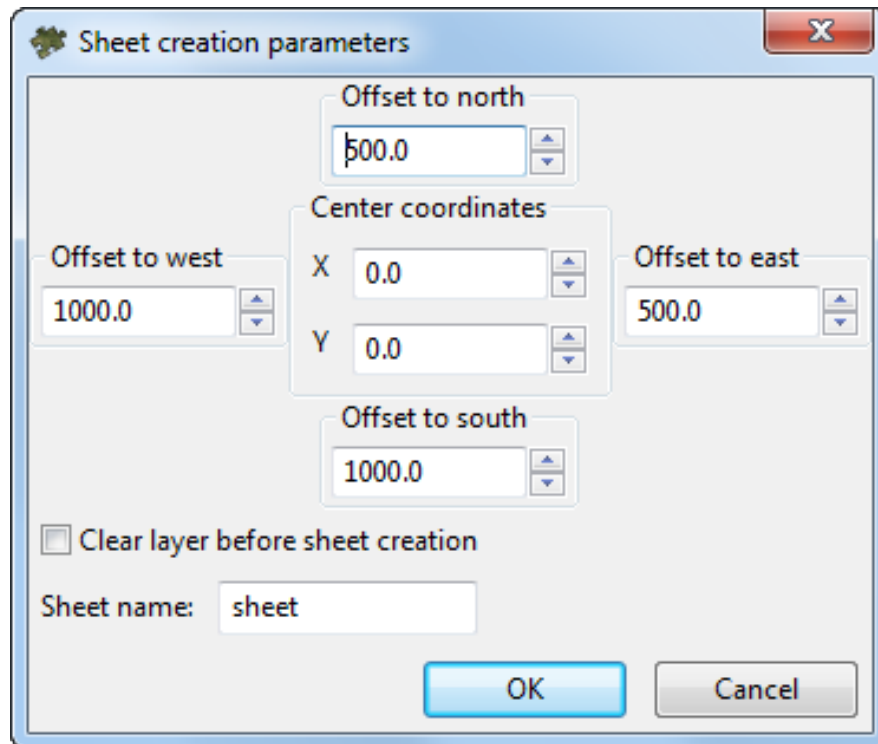 Sheet creation parameters
Offset to north
500.0
Center coordinates
Offset to west
X
0.0
Offset to east
1000.0
500.0
Y
0.0
Offset to south
1000.0
Clear layer before sheet creation
Sheet name: sheet
OK Cancel